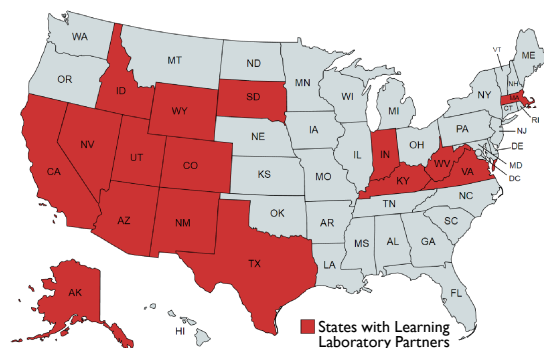 WA
MT
ND
MN
VT
ME
OR
ID
SD
WI
NH
NY
MA
WY
MI
CT
RI
NV
NE
IA
PA
NJ
UT
CO
IL
IN
OH
DE
MD
CA
KS
MO
KY
WV
VA
DC
AZ
NM
OK
AR
TN
NC
SC
TX
LA
MS
AL
GA
FL
AK
HI
States with Learning
Laboratory Partners